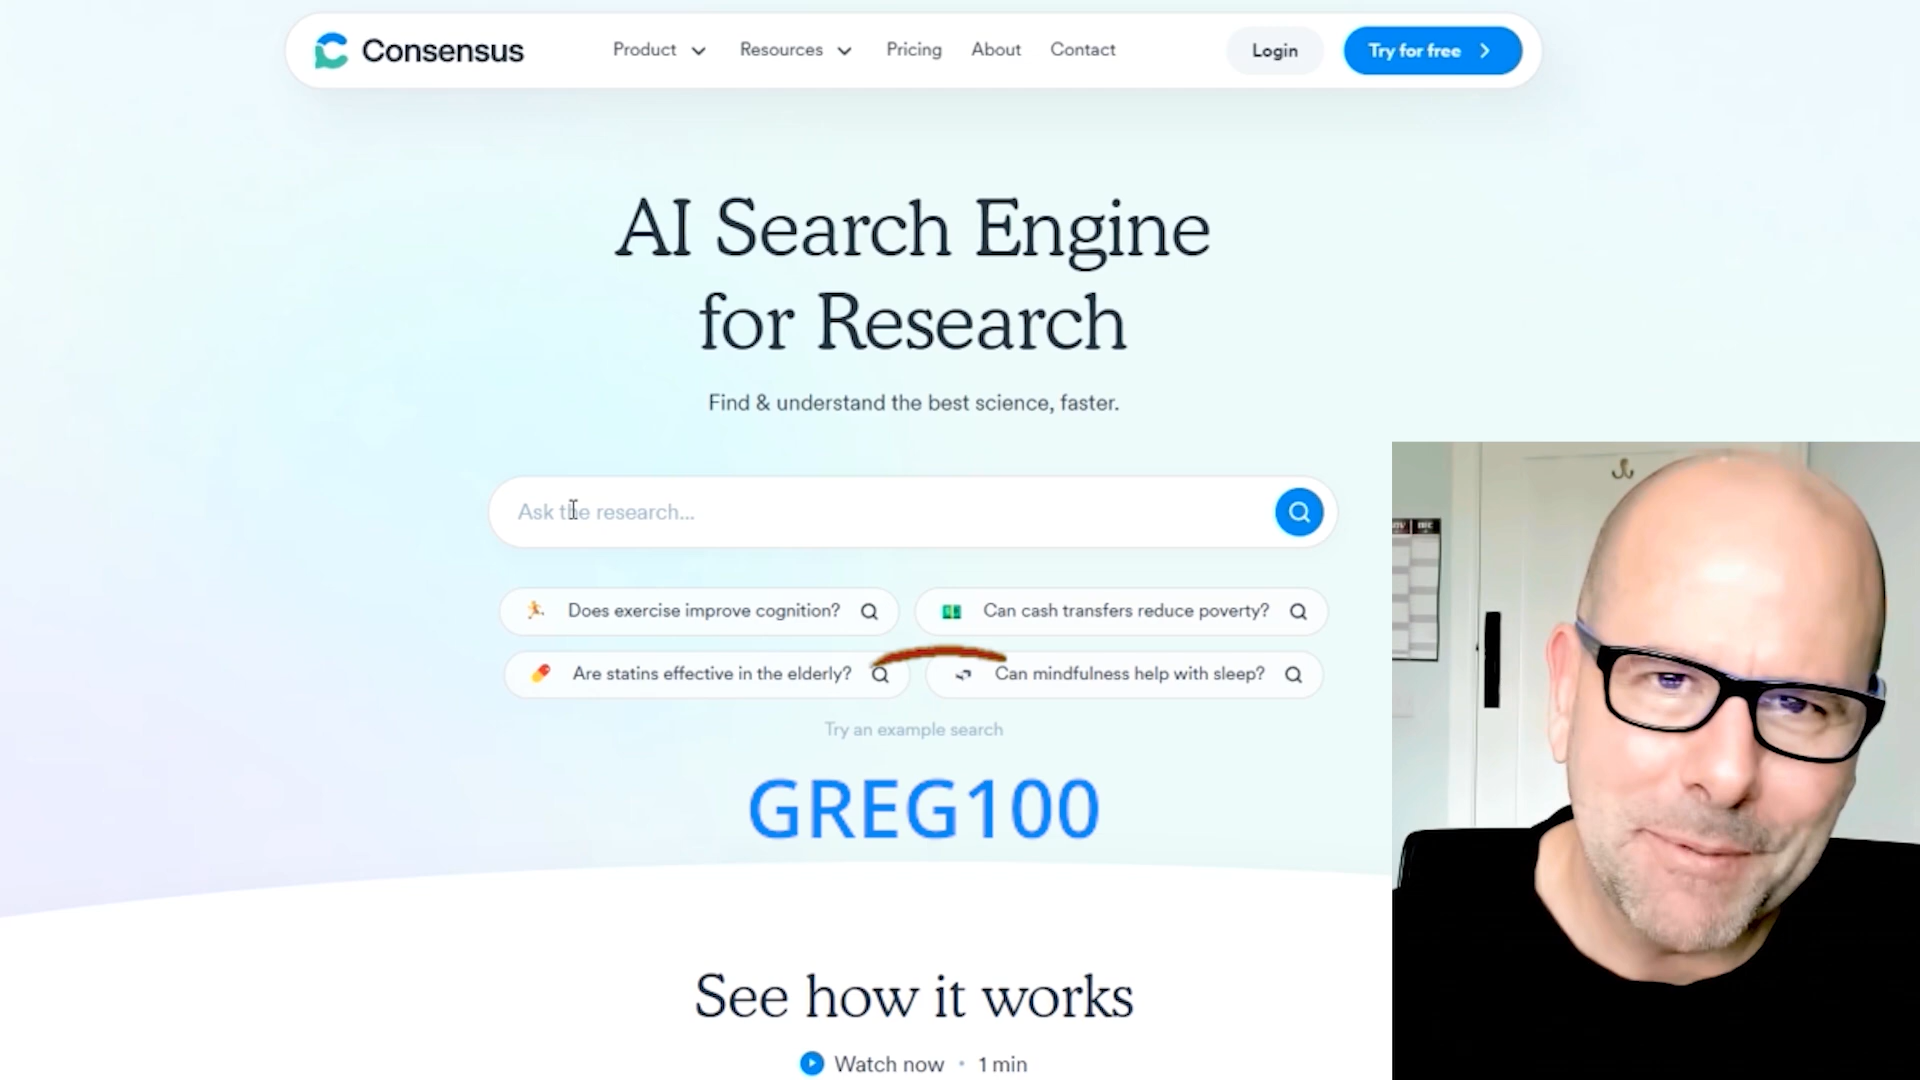 Consensus
Product
Resources
Pricing
About
Contact
Login
Try for free
AI Search Engine
for Research
Find & understand the best science, faster.
Ask the research...
Does exercise improve cognition?
Can cash transfers reduce poverty?
Are statins effective in the elderly?
Can mindfulness help with sleep?
Try an example search
GREG100
See how it works
Watch now • 1 min